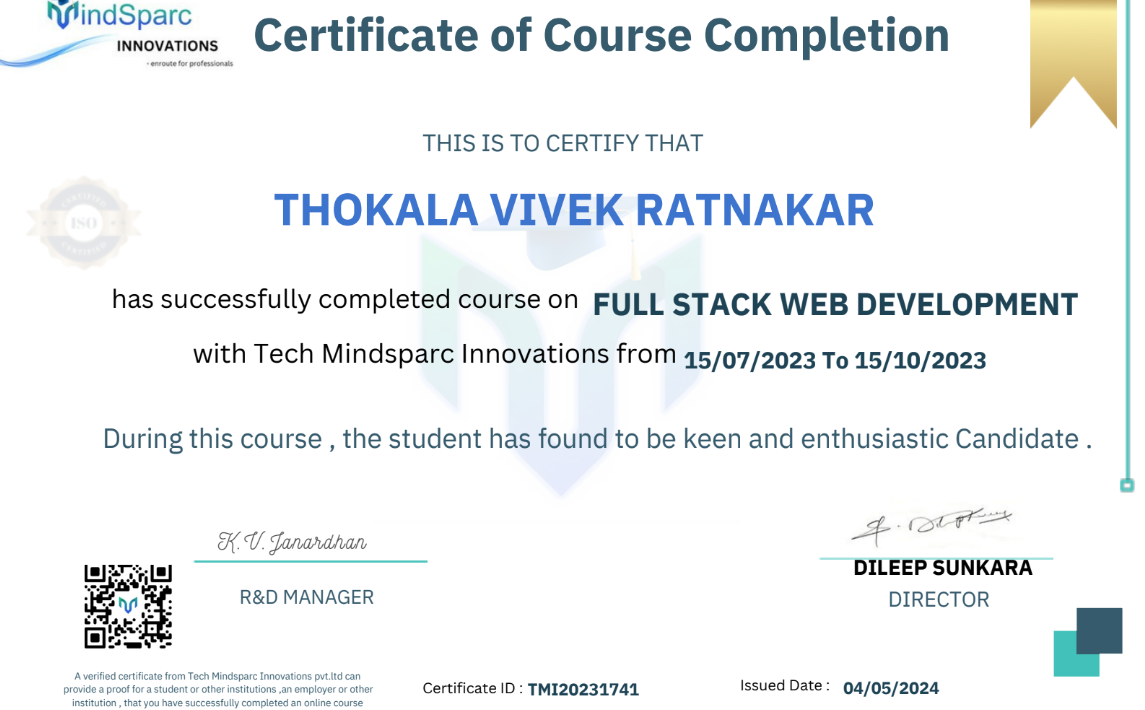 MindSparc
INNOVATIONS
- enroute for professionals
Certificate of Course Completion
THIS IS TO CERTIFY THAT
THOKALA VIVEK RATNAKAR
CERTIFIED
ISO
CERTIFIED
has successfully completed course on FULL STACK WEB DEVELOPMENT
with Tech Mindsparc Innovations from 15/07/2023 To 15/10/2023
During this course , the student has found to be keen and enthusiastic Candidate .
K.V.Janardhan
R&D MANAGER
DILEEP SUNKARA
DIRECTOR
A verified certificate from Tech Mindsparc Innovations pvt.ltd can
provide a proof for a student or other institutions ,an employer or other
institution , that you have successfully completed an online course
Certificate ID : TMI20231741
Issued Date : 04/05/2024